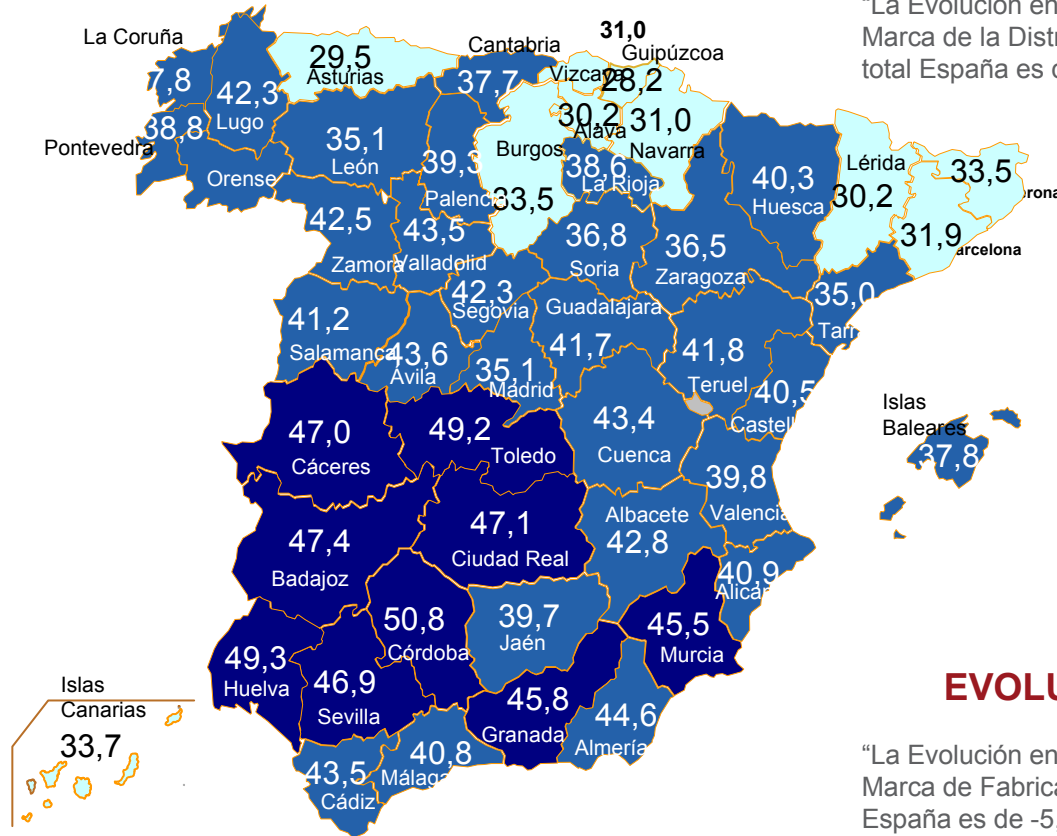 “La Evolución en
Marca de la Distr
total España es d
La Coruña
7,8
42,3
Lugo
29,5
Asturias
Cantabria
37,7
31,0
Guipúzcoa
Vizcaya
28,2
38,8
Pontevedra
Orense
35,1
León
39,3
Palenc
Burgos
33,5
30,2
Alava
31,0
Navarra
38,6
La Rioja
40,3
Huesca
Lérida
30,2
33,5
erona
31,9
arcelona
42,5
Zamora
43,5
Valladolid
36,8
Soria
36,5
Zaragoza
35,0
Tarr
41,2
Salamanca
43,6
Ávila
42,3
Segovia
35,1
Madrid
Guadalajara
41,7
41,8
Teruel
40,5
Castell
Islas
Baleares
37,8
47,0
Cáceres
49,2
Toledo
43,4
Cuenca
39,8
Valencia
47,4
Badajoz
47,1
Ciudad Real
Albacete
42,8
40,9
Alican
49,3
Huelva
46,9
Sevilla
50,8
Córdoba
39,7
Jaén
45,5
Murcia
45,8
Granada
44,6
Almería
43,5
Cádiz
40,8
Málaga
Islas
Canarias
33,7
EVOLU
“La Evolución en
Marca de Fabrica
España es de -5,